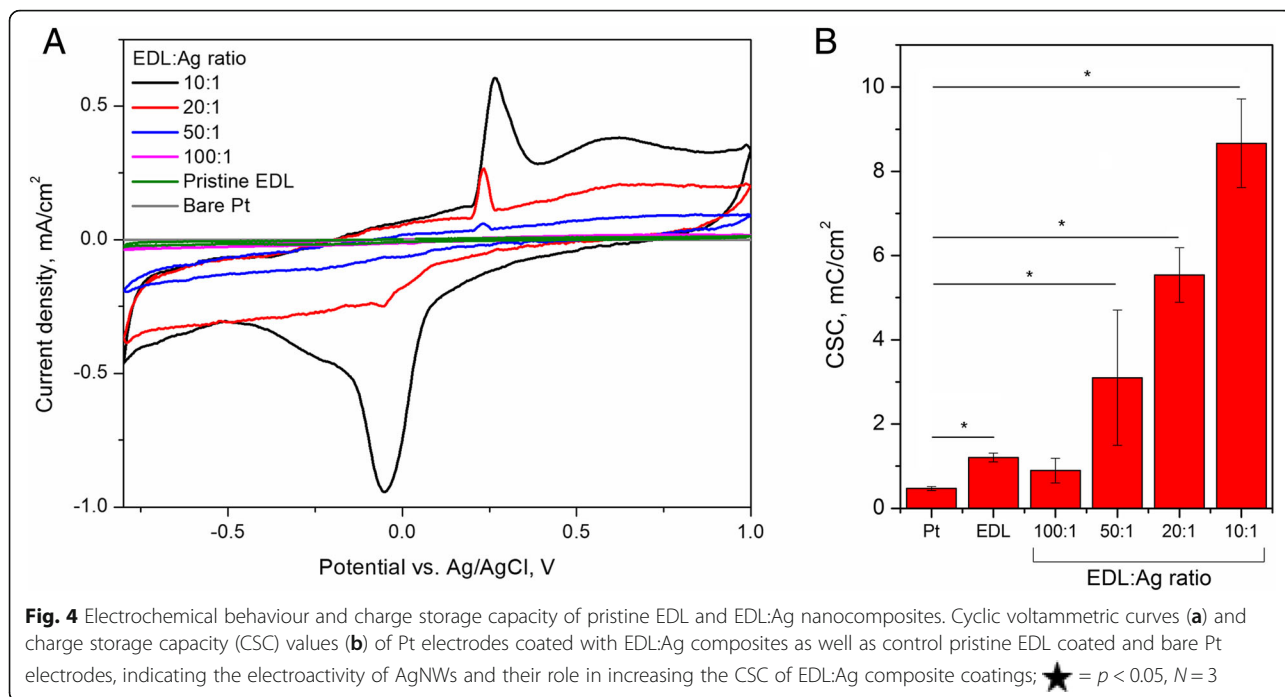 A
EDL:Ag ratio
10:1
20:1
50:1
100:1
Pristine EDL
Bare Pt
0.5
0.0
-0.5
-1.0
Current density, mA/cm²
-0.5
0.0
0.5
1.0
Potential vs. Ag/AgCl, V
B
*
*
*
*
10
8
6
4
2
0
CSC, mC/cm²
Pt
EDL
100:1
50:1
20:1
10:1
EDL:Ag ratio
Fig. 4 Electrochemical behaviour and charge storage capacity of pristine EDL and EDL:Ag nanocomposites. Cyclic voltammetric curves (a) and
charge storage capacity (CSC) values (b) of Pt electrodes coated with EDL:Ag composites as well as control pristine EDL coated and bare Pt
electrodes, indicating the electroactivity of AgNWs and their role in increasing the CSC of EDL:Ag composite coatings; ★ = p < 0.05, N = 3